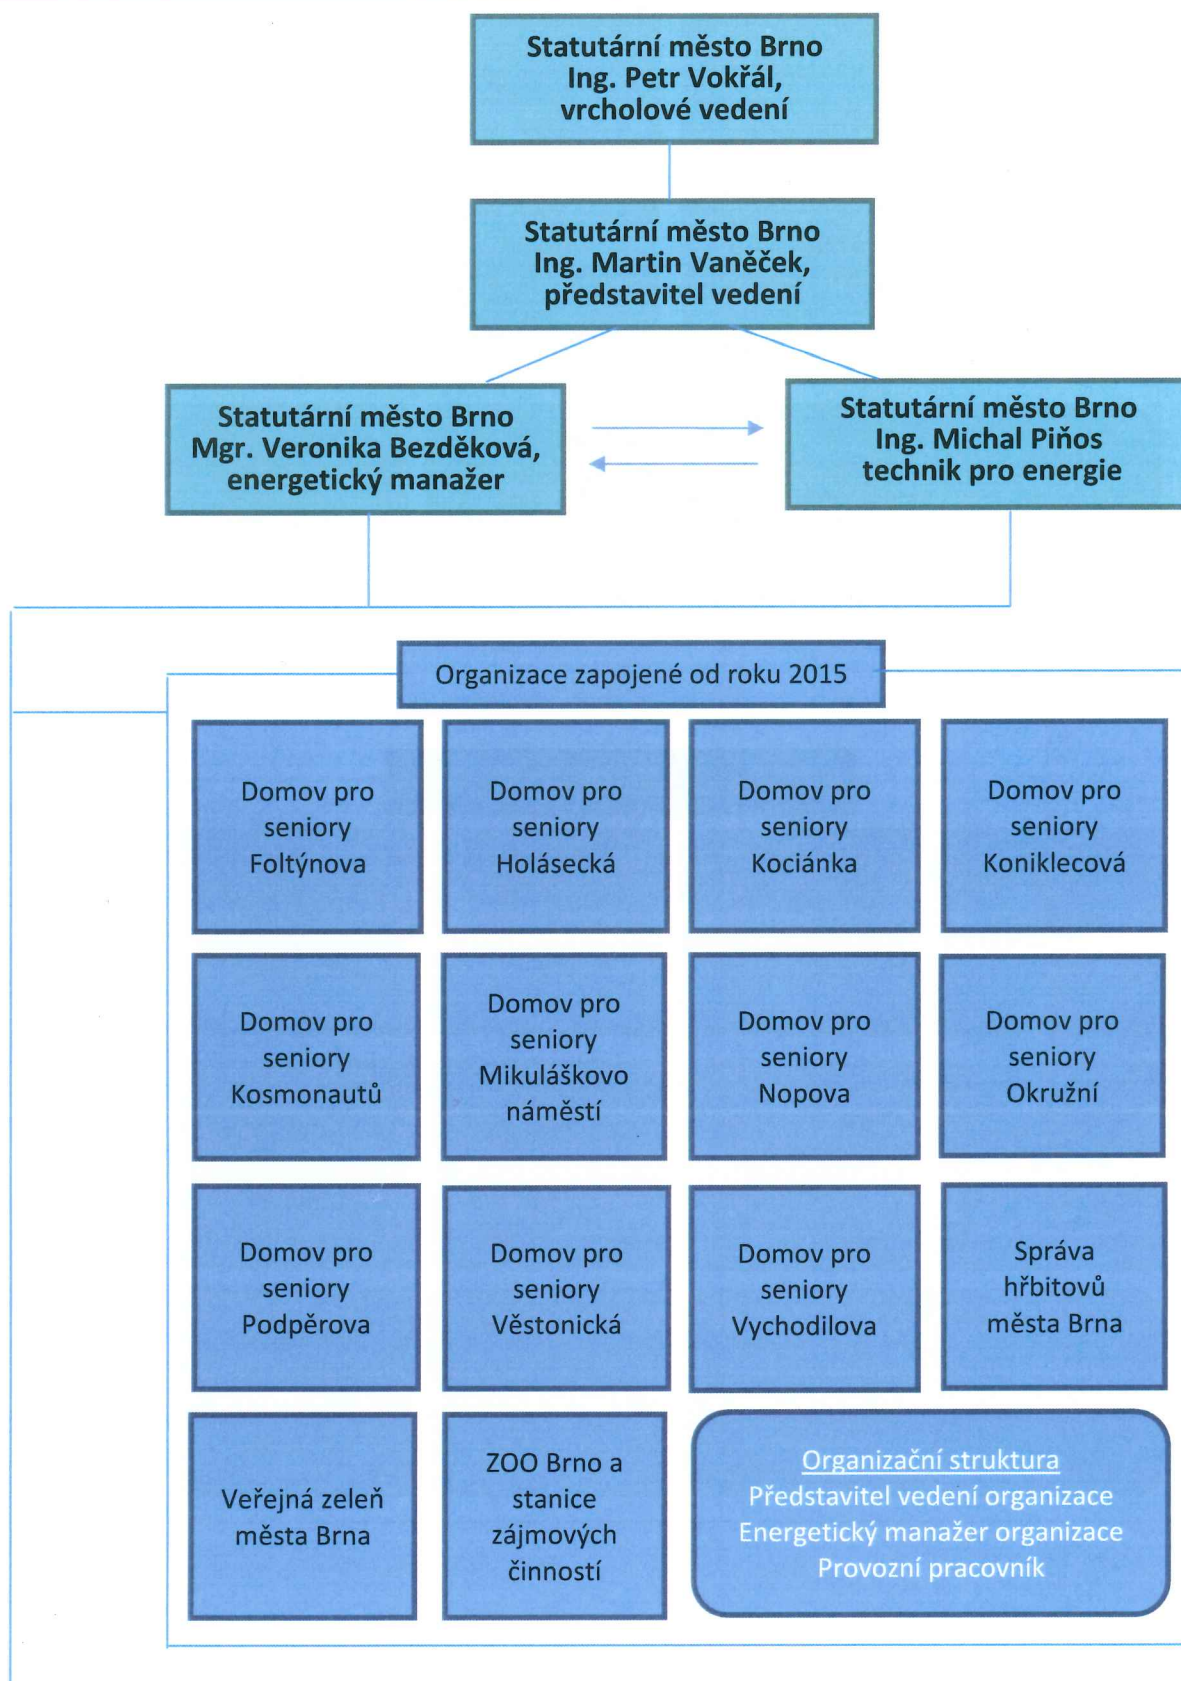 Statutární město Brno
Ing. Petr Vokřál,
vrcholové vedení
Statutární město Brno
Ing. Martin Vaněček,
představitel vedení
Statutární město Brno
Mgr. Veronika Bezděková,
energetický manažer
Statutární město Brno
Ing. Michal Piňos
technik pro energie
Organizace zapojené od roku 2015
Domov pro
seniory
Foltýnova
Domov pro
seniory
Holásecká
Domov pro
seniory
Kociánka
Domov pro
seniory
Koniklecová
Domov pro
seniory
Kosmonautů
Domov pro
seniory
Mikuláškovo
náměstí
Domov pro
seniory
Nopova
Domov pro
seniory
Okružní
Domov pro
seniory
Podpěrova
Domov pro
seniory
Věstonická
Domov pro
seniory
Vychodilova
Správa
hřbitovů
města Brna
Veřejná zeleň
města Brna
ZOO Brno a
stanice
zájmových
činností
Organizační struktura
Představitel vedení organizace
Energetický manažer organizace
Provozní pracovník